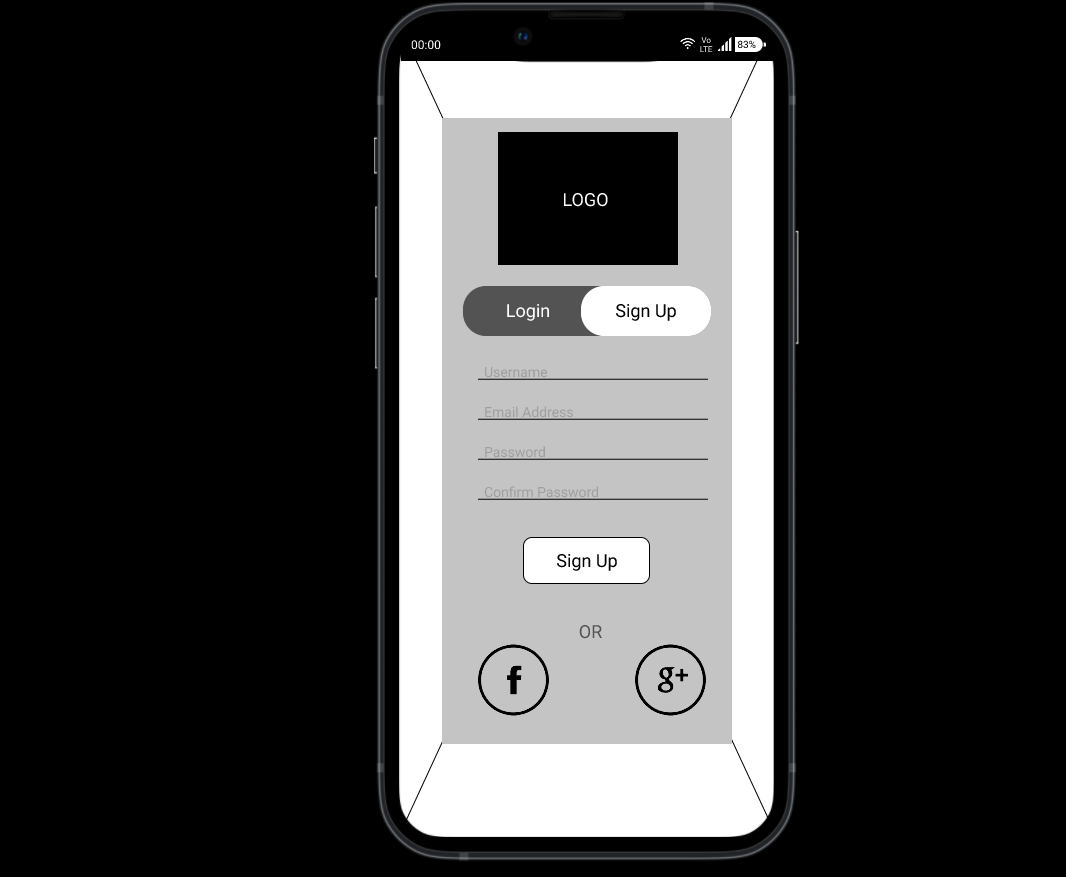 00:00
Vo
LTE
83%
LOGO
Login Sign Up
Username
Email Address
Password
Confirm Password
Sign Up
OR
f g+